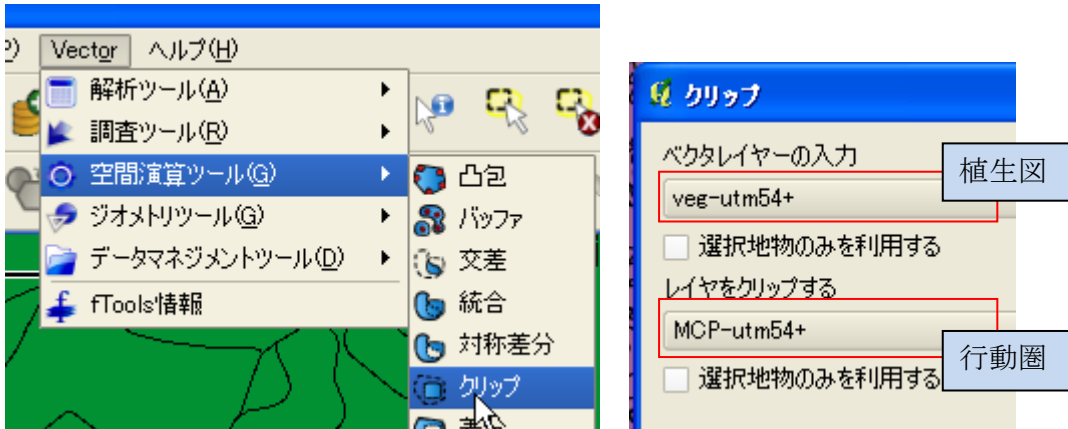 Vector ヘルプ(H)
解析ツール(A)
調査ツール(R)
空間演算ツール(G)
ジオメトリツール(G)
データマネジメントツール(D)
fTools情報
凸包
バッファ
交差
統合
対称差分
クリップ
クリップ
ベクタレイヤーの入力
植生図
veg-utm54+
選択地物のみを利用する
レイヤをクリップする
MCP-utm54+
行動圏
選択地物のみを利用する